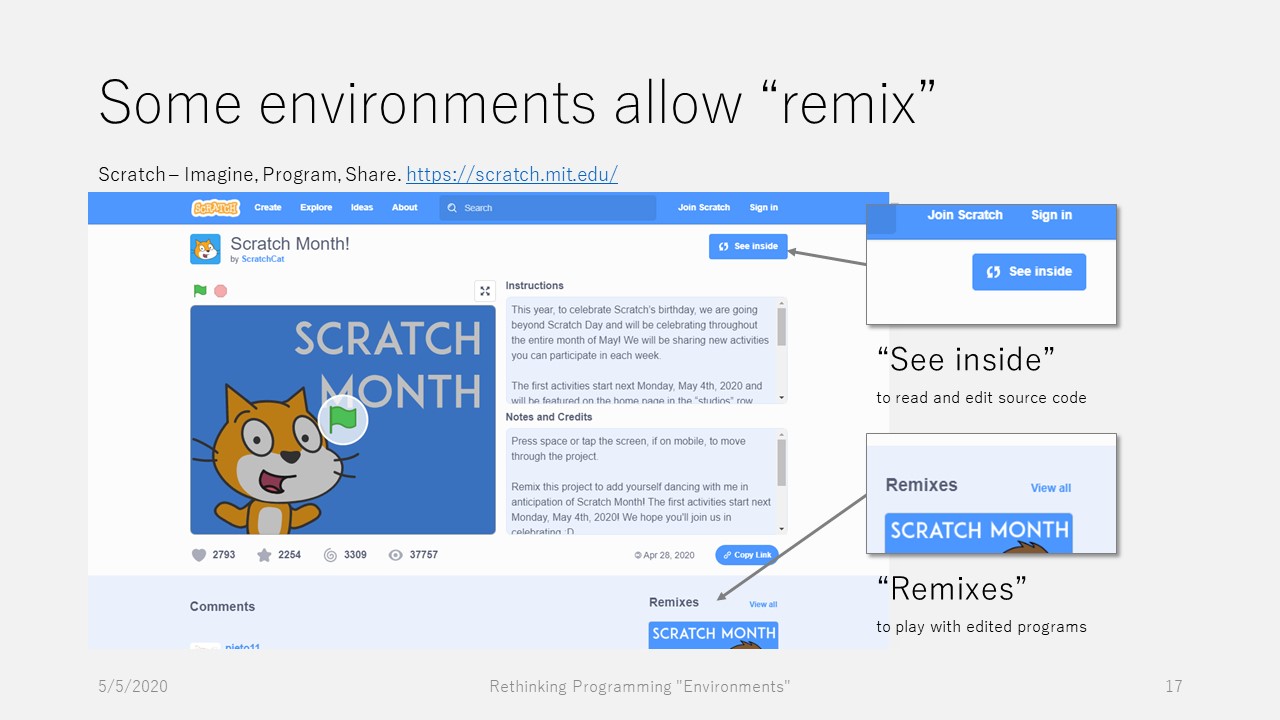 Some environments allow “remix”
Scratch – Imagine, Program, Share. https://scratch.mit.edu/
SCRATCH Create Explore Ideas About Search Join Scratch Sign in
Scratch Month!
by ScratchCat
See inside
Instructions
This year, to celebrate Scratch's birthday, we are going
beyond Scratch Day and will be celebrating throughout
the entire month of May! We will be sharing new activities
you can participate in each week.
The first activities start next Monday, May 4th, 2020 and
will be featured on the home page in the "studios" row
SCRATCH
MONTH
Notes and Credits
Press space or tap the screen, if on mobile, to move
through the project.
Remix this project to add yourself dancing with me in
anticipation of Scratch Month! The first activities start next
Monday, May 4th, 2020! We hope you'll join us in
celebrating :D
2793 2254 3309 37757
© Apr 28, 2020 Copy Link
Comments
Remixes View all
SCRATCH MONTH
nieto11
Join Scratch Sign in
See inside
“See inside”
to read and edit source code
Remixes View all
SCRATCH MONTH
“Remixes”
to play with edited programs
5/5/2020 Rethinking Programming "Environments" 17